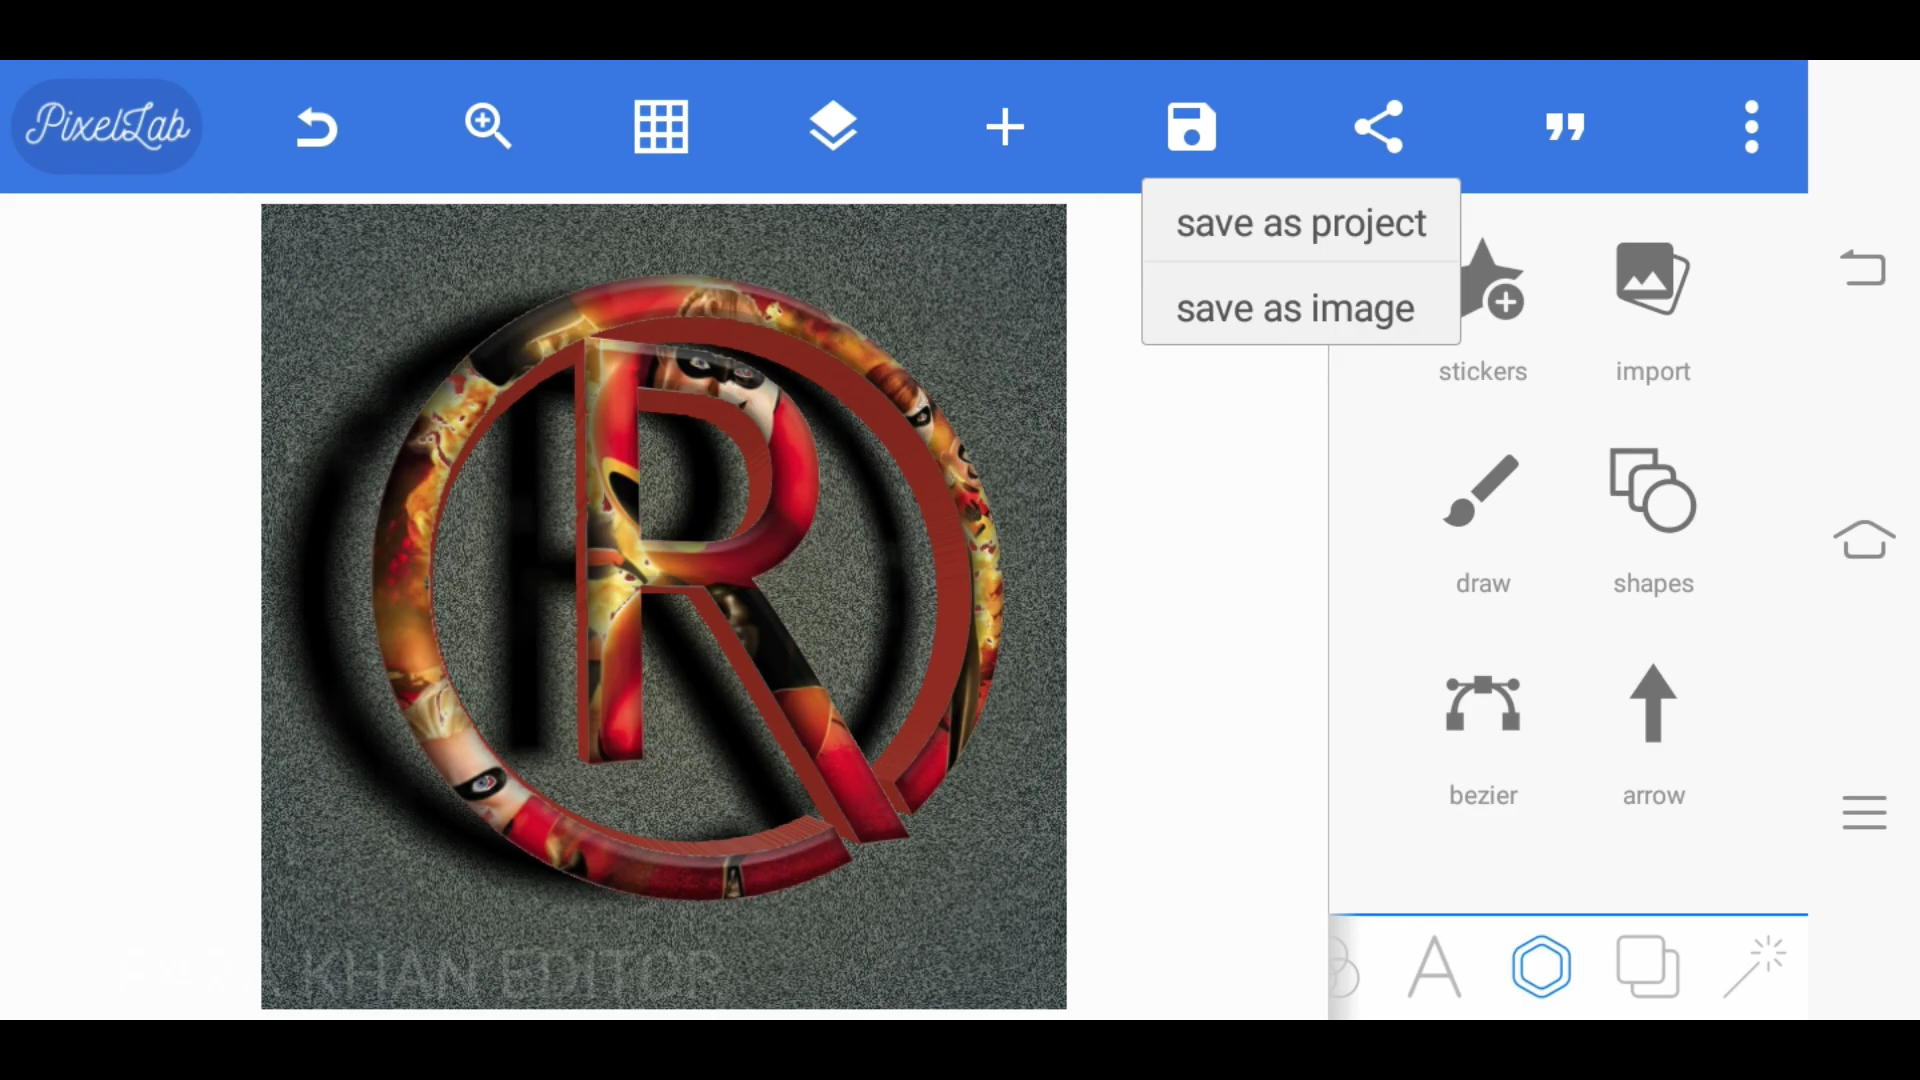 PixelLab
save as project
save as image
stickers
import
draw
shapes
bezier
arrow
R
KHAN EDITOR